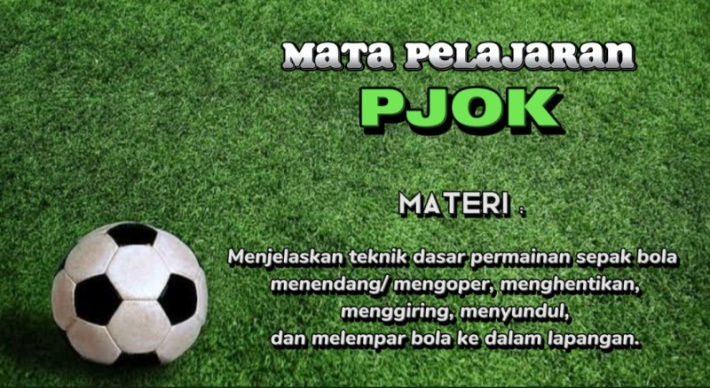 Mata Pelajaran
PJOK
MATERI :
Menjelaskan teknik dasar permainan sepak bola
menendang/ mengoper, menghentikan,
menggiring, menyundul,
dan melempar bola ke dalam lapangan.